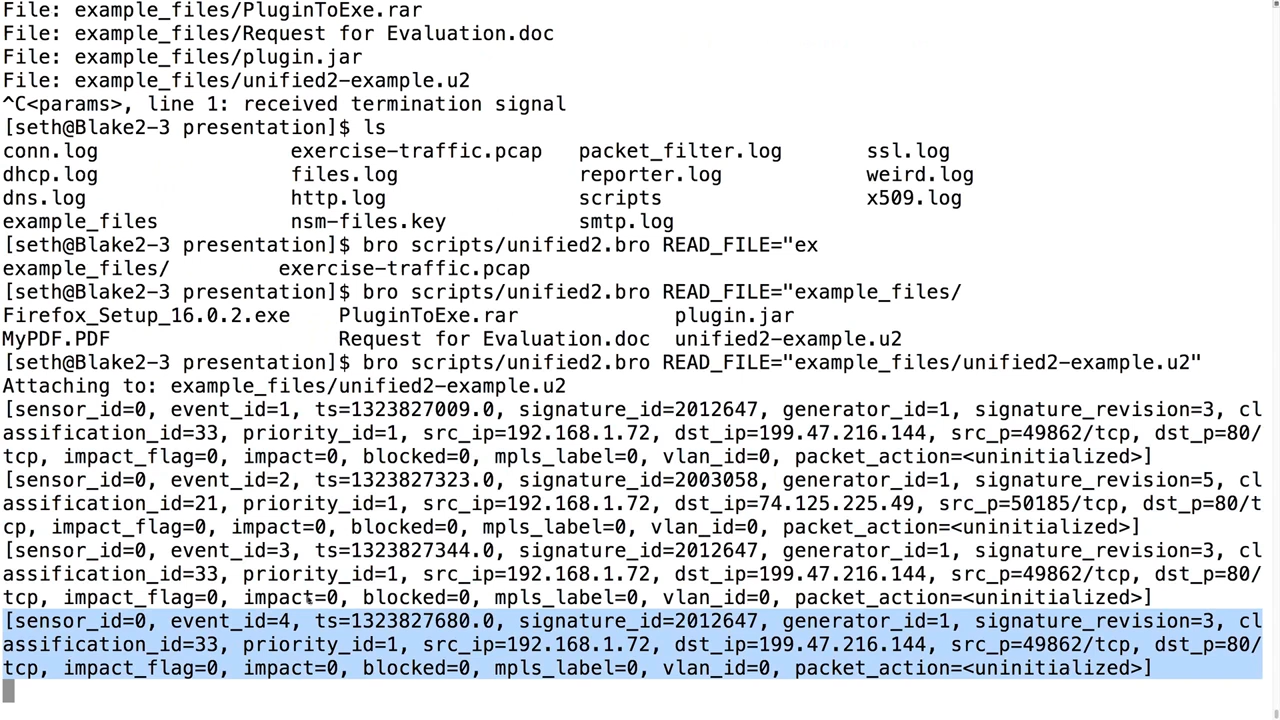 File: example_files/PluginToExe.rar
File: example_files/Request for Evaluation.doc
File: example_files/plugin.jar
File: example_files/unified2-example.u2
^C<params>, line 1: received termination signal
[seth@Blake2-3 presentation]$ ls
conn.log exercise-traffic.pcap packet_filter.log ssl.log
dhcp.log files.log reporter.log weird.log
dns.log http.log scripts x509.log
example_files nsm-files.key smtp.log
[seth@Blake2-3 presentation]$ bro scripts/unified2.bro READ_FILE="ex
example_files/ exercise-traffic.pcap
[seth@Blake2-3 presentation]$ bro scripts/unified2.bro READ_FILE="example_files/
Firefox_Setup_16.0.2.exe PluginToExe.rar plugin.jar
MyPDF.PDF Request for Evaluation.doc unified2-example.u2
[seth@Blake2-3 presentation]$ bro scripts/unified2.bro READ_FILE="example_files/unified2-example.u2"
Attaching to: example_files/unified2-example.u2
[sensor_id=0, event_id=1, ts=1323827009.0, signature_id=2012647, generator_id=1, signature_revision=3, cl
assification_id=33, priority_id=1, src_ip=192.168.1.72, dst_ip=199.47.216.144, src_p=49862/tcp, dst_p=80/
tcp, impact_flag=0, impact=0, blocked=0, mpls_label=0, vlan_id=0, packet_action=<uninitialized>]
[sensor_id=0, event_id=2, ts=1323827323.0, signature_id=2003058, generator_id=1, signature_revision=5, cl
assification_id=21, priority_id=1, src_ip=192.168.1.72, dst_ip=74.125.225.49, src_p=50185/tcp, dst_p=80/t
cp, impact_flag=0, impact=0, blocked=0, mpls_label=0, vlan_id=0, packet_action=<uninitialized>]
[sensor_id=0, event_id=3, ts=1323827344.0, signature_id=2012647, generator_id=1, signature_revision=3, cl
assification_id=33, priority_id=1, src_ip=192.168.1.72, dst_ip=199.47.216.144, src_p=49862/tcp, dst_p=80/
tcp, impact_flag=0, impact=0, blocked=0, mpls_label=0, vlan_id=0, packet_action=<uninitialized>]
[sensor_id=0, event_id=4, ts=1323827680.0, signature_id=2012647, generator_id=1, signature_revision=3, cl
assification_id=33, priority_id=1, src_ip=192.168.1.72, dst_ip=199.47.216.144, src_p=49862/tcp, dst_p=80/
tcp, impact_flag=0, impact=0, blocked=0, mpls_label=0, vlan_id=0, packet_action=<uninitialized>]